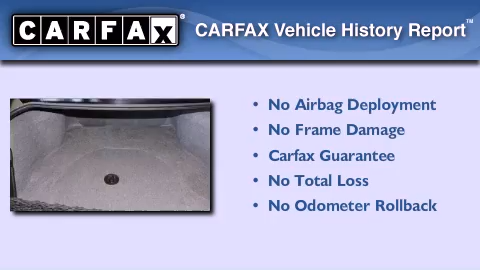 CARFAX® CARFAX Vehicle History Report™
• No Airbag Deployment
• No Frame Damage
• Carfax Guarantee
• No Total Loss
• No Odometer Rollback